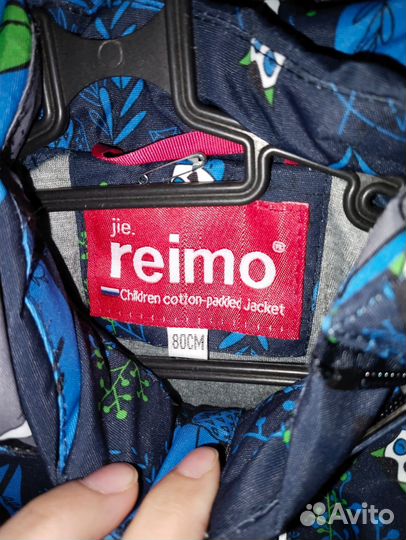 jie.
reimo®
Children cotton-padded Jacket
80CM
Avito